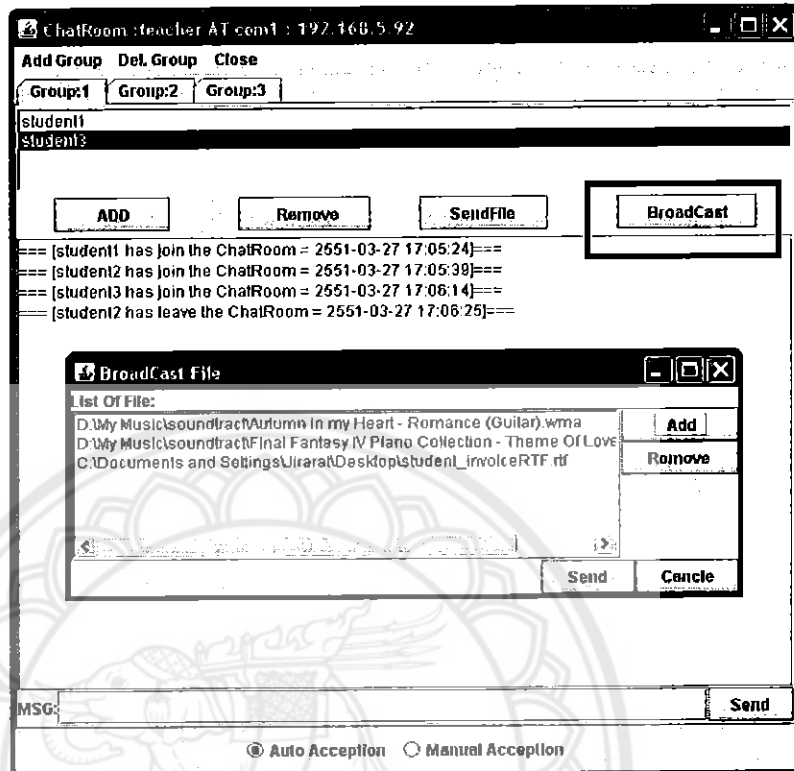 ChatRoom :teacher AT com1 : 192.168.5.92
Add Group Del. Group Close
Group:1 Group:2 Group:3
student1
student3
ADD Remove SendFile BroadCast
=== [student1 has join the ChatRoom = 2551-03-27 17:05:24]===
=== [student2 has join the ChatRoom = 2551-03-27 17:05:39]===
=== [student3 has join the ChatRoom = 2551-03-27 17:06:14]===
=== [student2 has leave the ChatRoom = 2551-03-27 17:06:25]===
BroadCast File
List Of File:
D:\My Music\soundtract\Autumn in my Heart - Romance (Guitar).wma
Add
D:\My Music\soundtract\Final Fantasy IV Piano Collection - Theme Of Love
C:\Documents and Settings\Jirarat\Desktop\student_invoiceRTF.rtf
Remove
Send Cancle
MSG: Send
Auto Acception Manual Acception